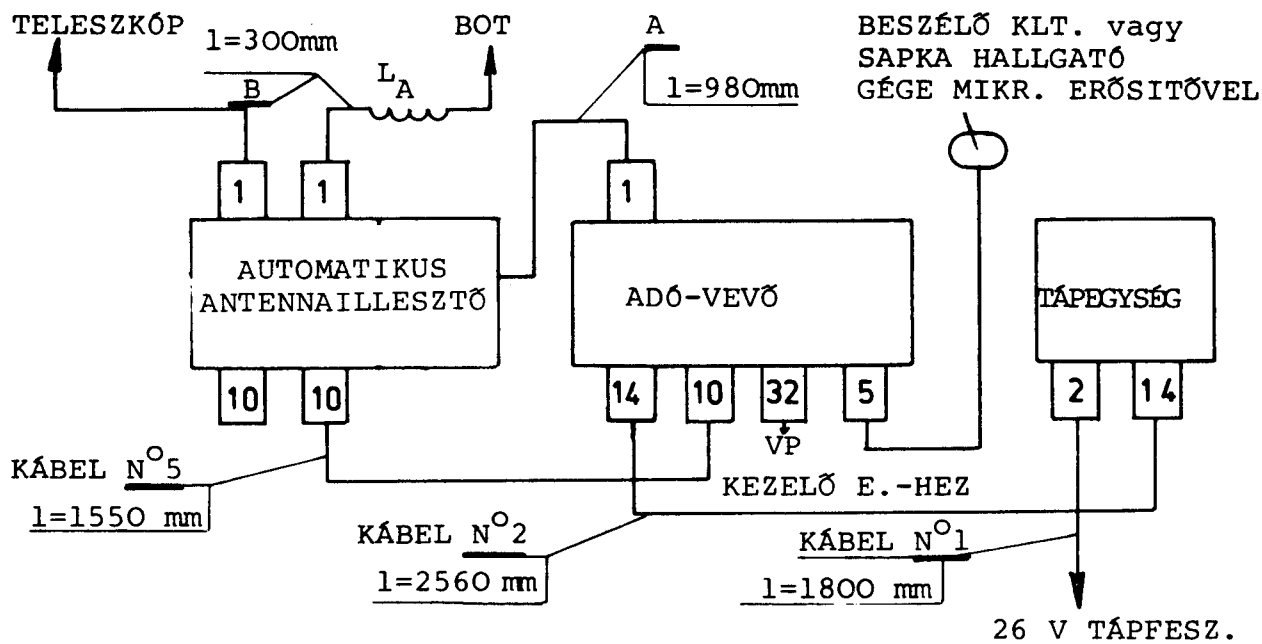 TELESZKÓP
l=300mm
BOT
A
l=980mm
BESZÉLŐ KLT. vagy
SAPKA HALLGATÓ
GÉGE MIKR. ERŐSITŐVEL
B
L_A
1
1
1
AUTOMATIKUS
ANTENNAILLESZTŐ
ADÓ-VEVŐ
TÁPEGYSÉG
10
10
14
10
32
5
2
14
VP
KÁBEL N°5
l=1550 mm
KEZELŐ E.-HEZ
KÁBEL N°2
l=2560 mm
KÁBEL N°1
l=1800 mm
26 V TÁPFESZ.